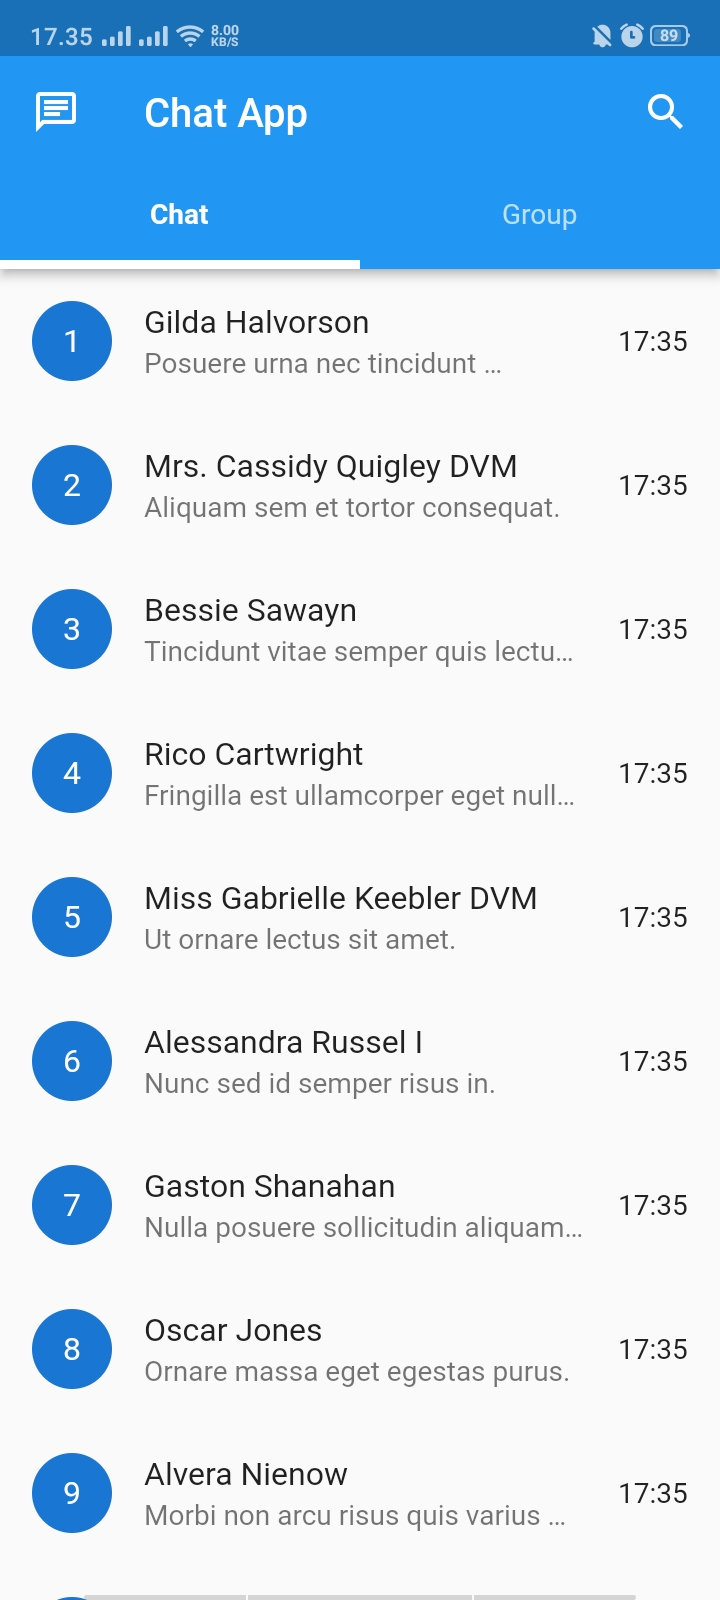 17.35 8.00 KB/S 89
Chat App
Chat Group
1 Gilda Halvorson 17:35
Posuere urna nec tincidunt ...
2 Mrs. Cassidy Quigley DVM 17:35
Aliquam sem et tortor consequat.
3 Bessie Sawayn 17:35
Tincidunt vitae semper quis lectu...
4 Rico Cartwright 17:35
Fringilla est ullamcorper eget null...
5 Miss Gabrielle Keebler DVM 17:35
Ut ornare lectus sit amet.
6 Alessandra Russel I 17:35
Nunc sed id semper risus in.
7 Gaston Shanahan 17:35
Nulla posuere sollicitudin aliquam...
8 Oscar Jones 17:35
Ornare massa eget egestas purus.
9 Alvera Nienow 17:35
Morbi non arcu risus quis varius ...